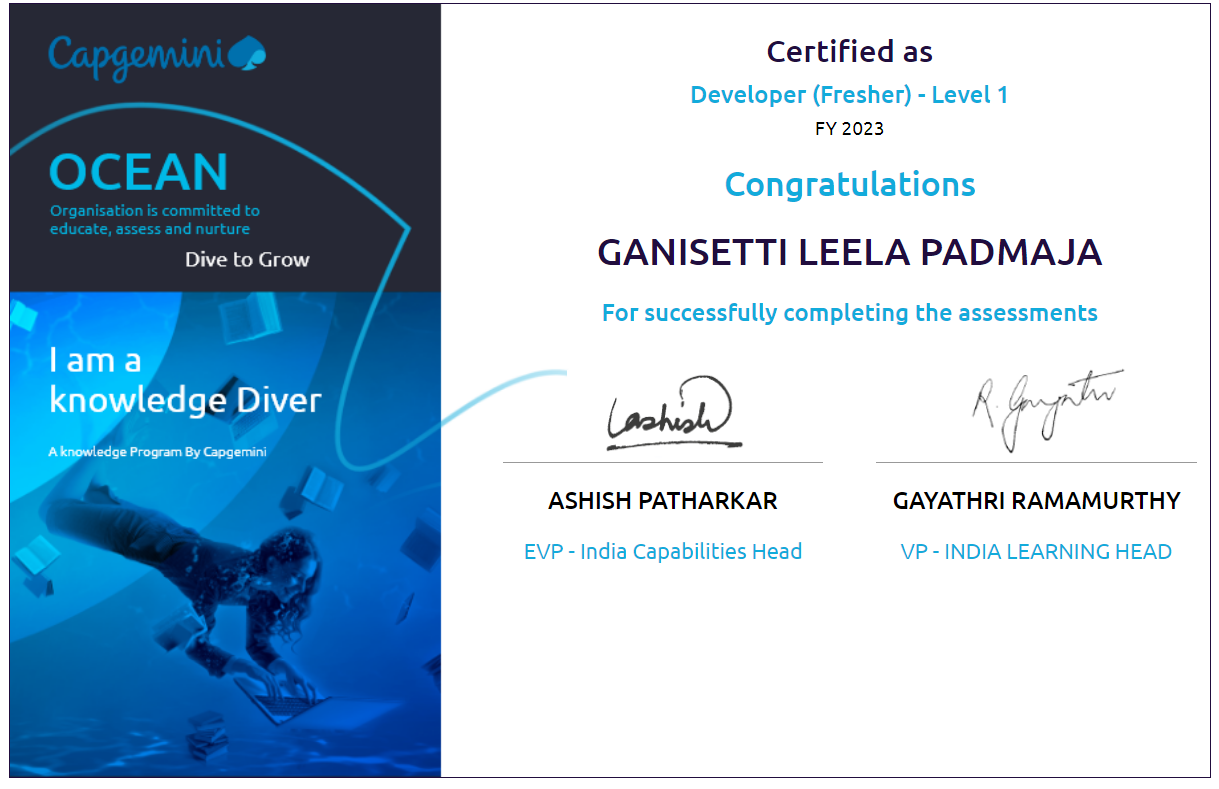 Capgemini
OCEAN
Organisation is committed to
educate, assess and nurture
Dive to Grow
I am a
knowledge Diver
A knowledge Program By Capgemini
Certified as
Developer (Fresher) - Level 1
FY 2023
Congratulations
GANISETTI LEELA PADMAJA
For successfully completing the assessments
R. Gayathri
ASHISH PATHARKAR
EVP - India Capabilities Head
GAYATHRI RAMAMURTHY
VP - INDIA LEARNING HEAD